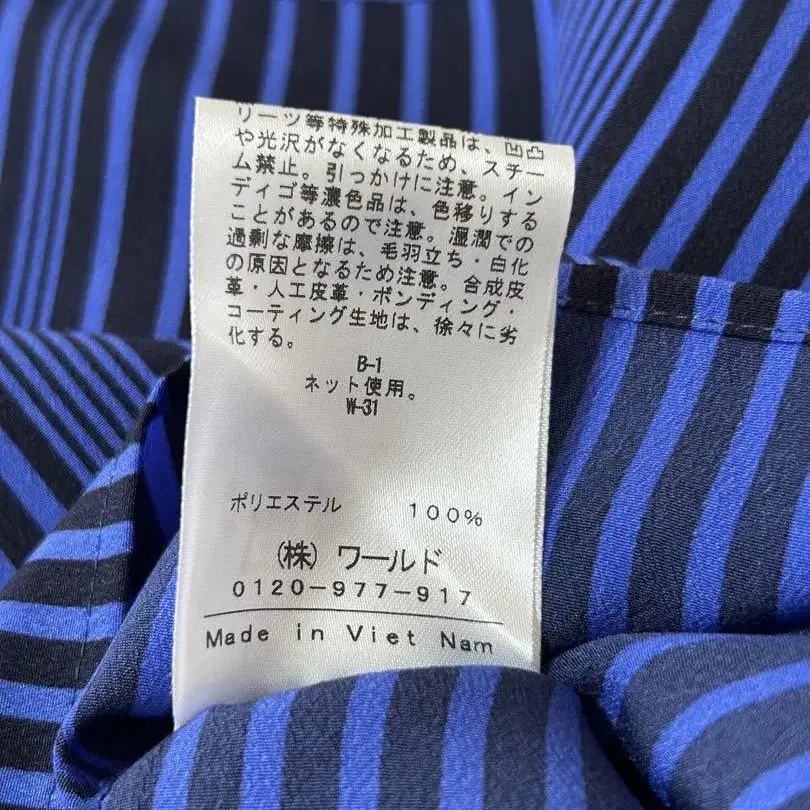 リーツ等特殊加工製品は、凹凸
や光沢がなくなるため、スチー
ム禁止。引っかけに注意。イン
ディゴ等濃色品は、色移りする
ことがあるので注意。湿潤での
過剰な摩擦は、毛羽立ち・白化
の原因となるため注意。合成皮
革・人工皮革・ボンディング・
コーティング生地は、徐々に劣
化する。
B-1
ネット使用。
W-31
ポリエステル 100%
(株) ワールド
0120-977-917
Made in Viet Nam